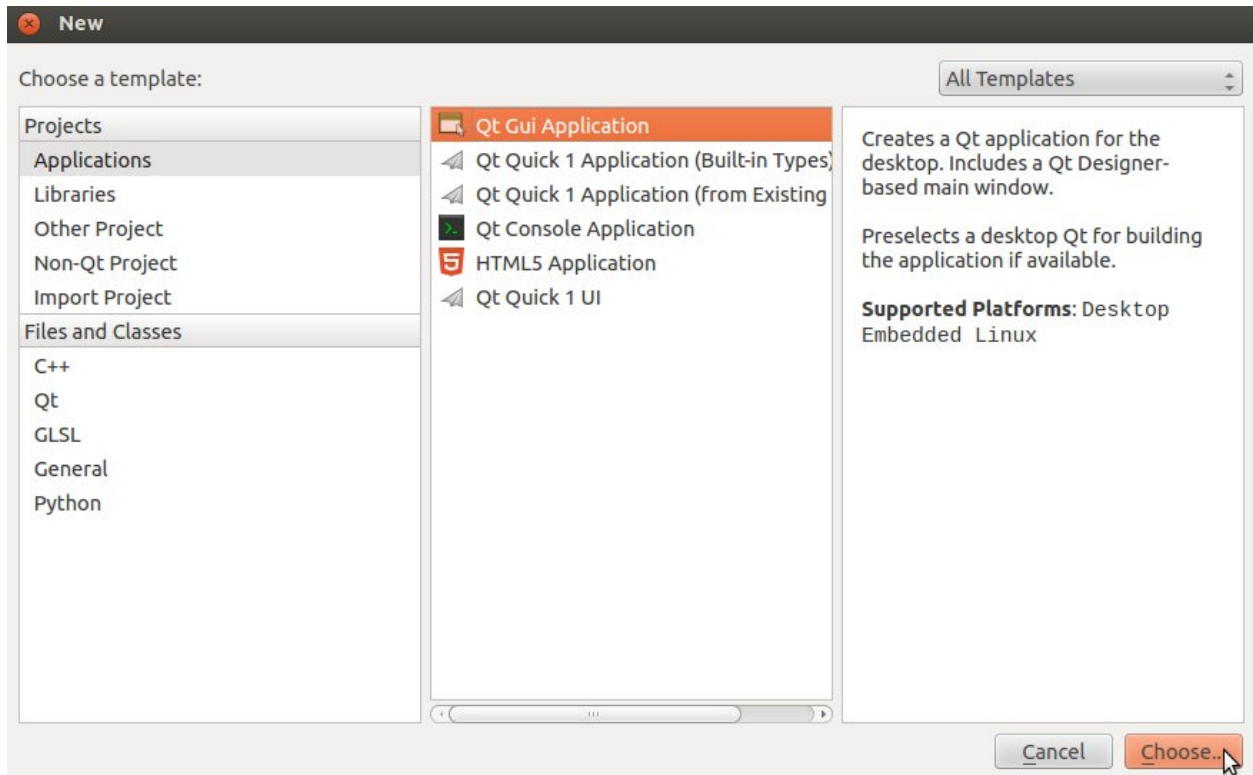 New
Choose a template:
All Templates
Projects
Applications
Libraries
Other Project
Non-Qt Project
Import Project
Files and Classes
C++
Qt
GLSL
General
Python
Qt Gui Application
Qt Quick 1 Application (Built-in Types)
Qt Quick 1 Application (from Existing
Qt Console Application
HTML5 Application
Qt Quick 1 UI
Creates a Qt application for the
desktop. Includes a Qt Designer-
based main window.
Preselects a desktop Qt for building
the application if available.
Supported Platforms: Desktop
Embedded Linux
Cancel
Choose...